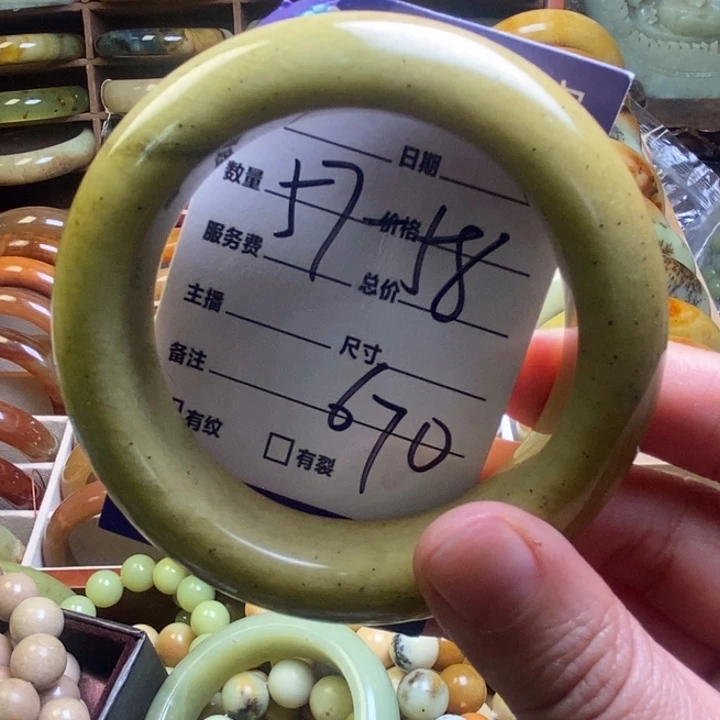 日期
数量 57 价格 58
服务费 总价
主播 尺寸
备注 670
有纹 有裂